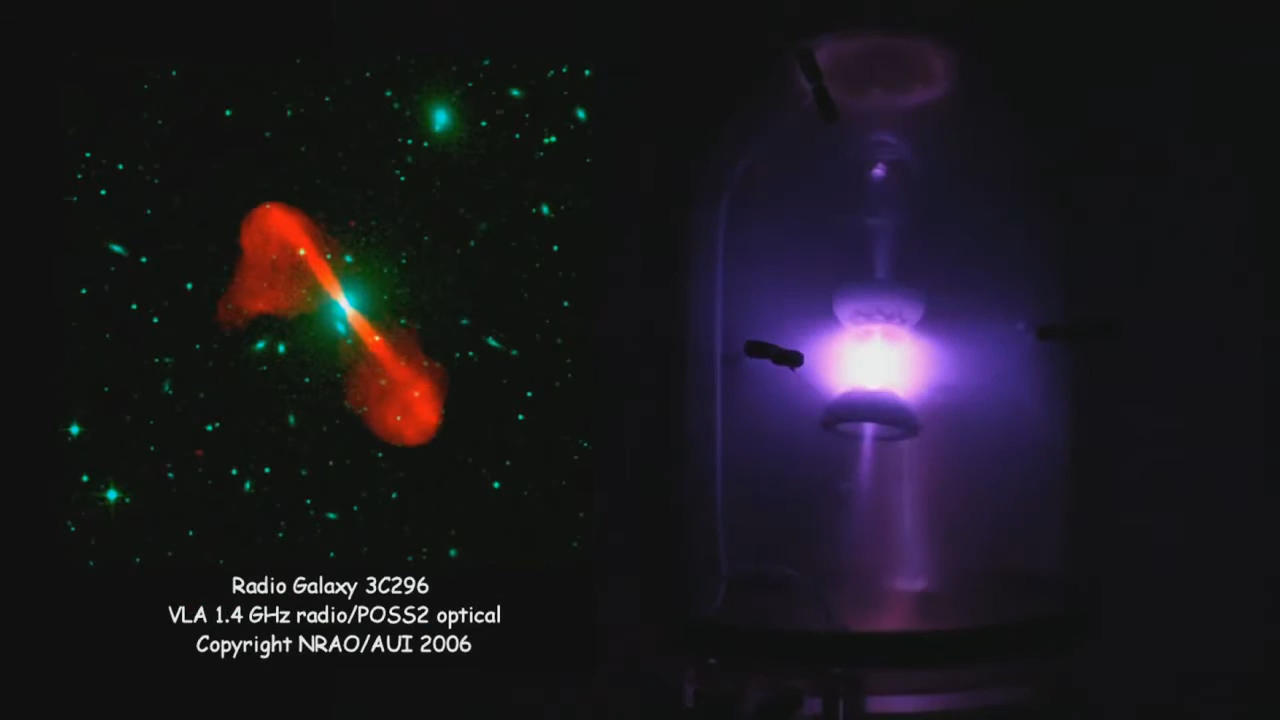 Radio Galaxy 3C296
VLA 1.4 GHz radio/POSS2 optical
Copyright NRAO/AUI 2006